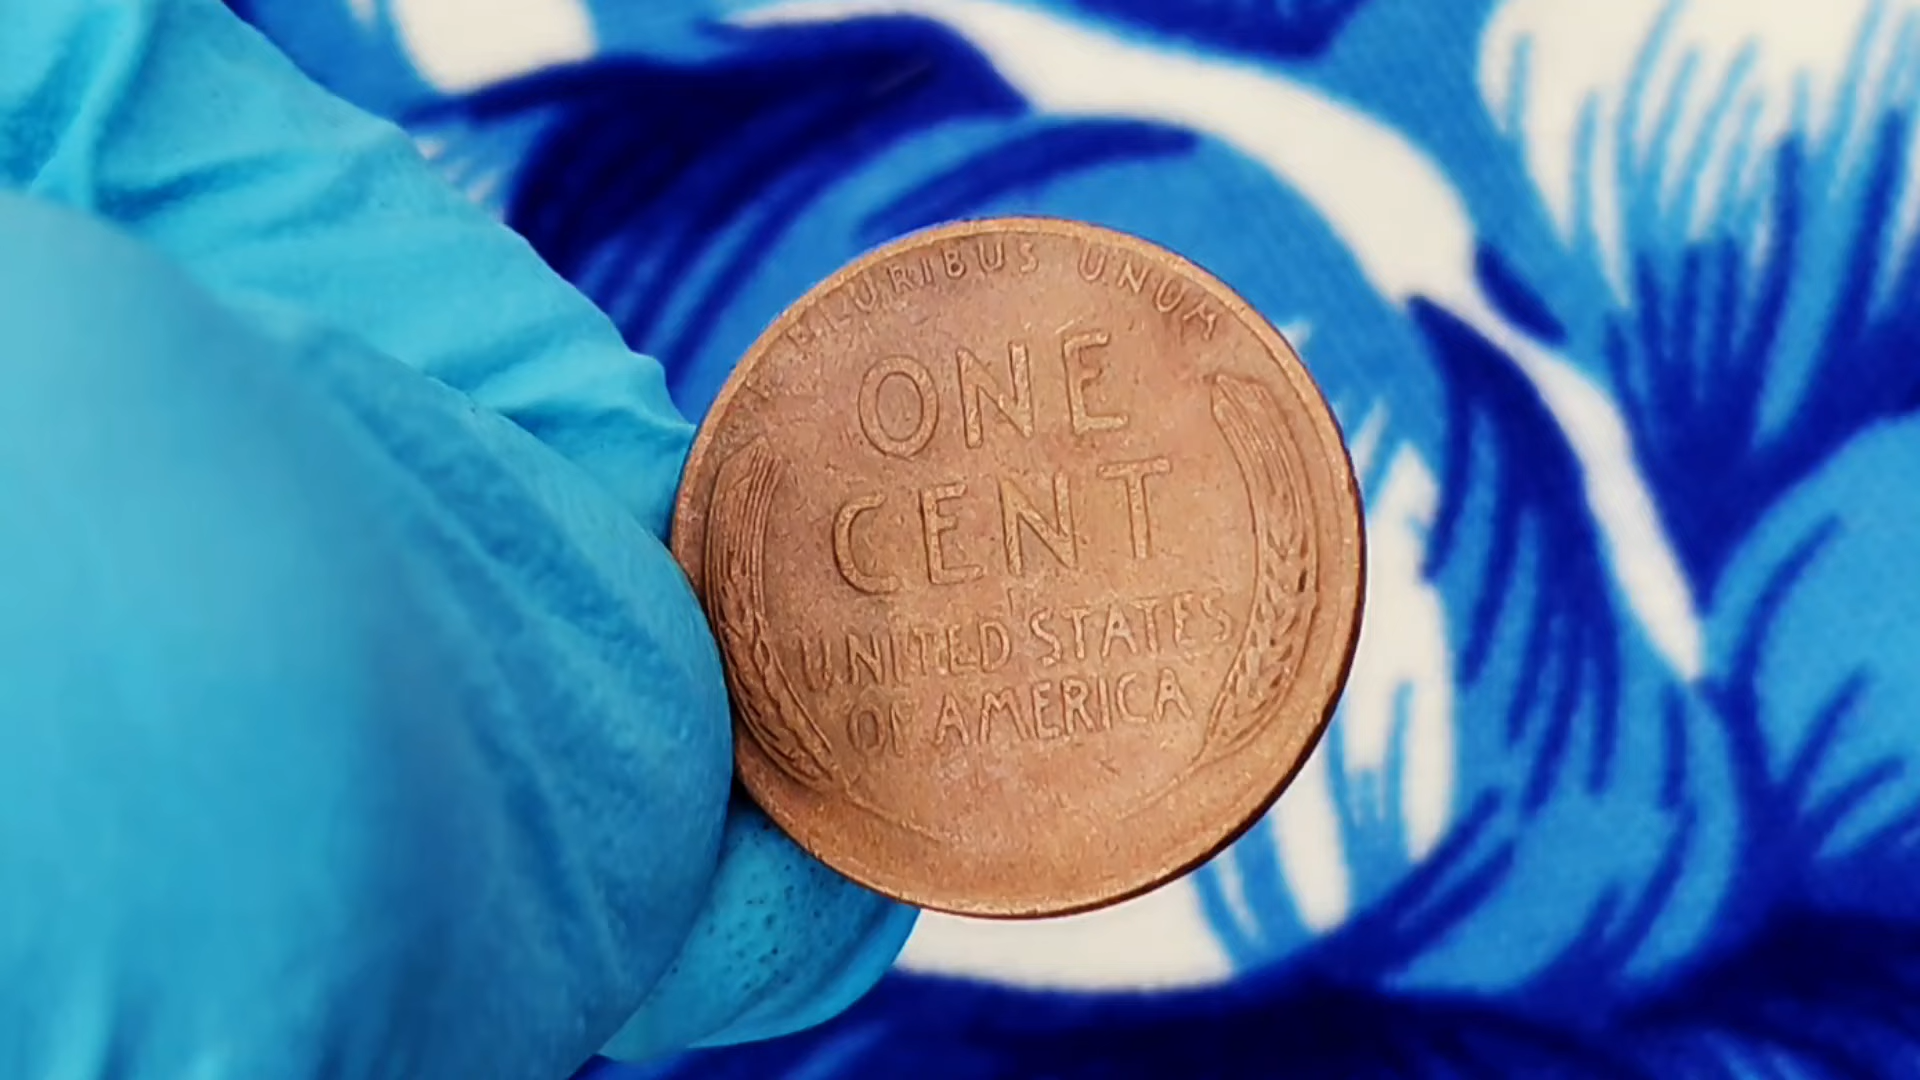 E PLURIBUS UNUM
ONE
CENT
UNITED STATES
OF AMERICA